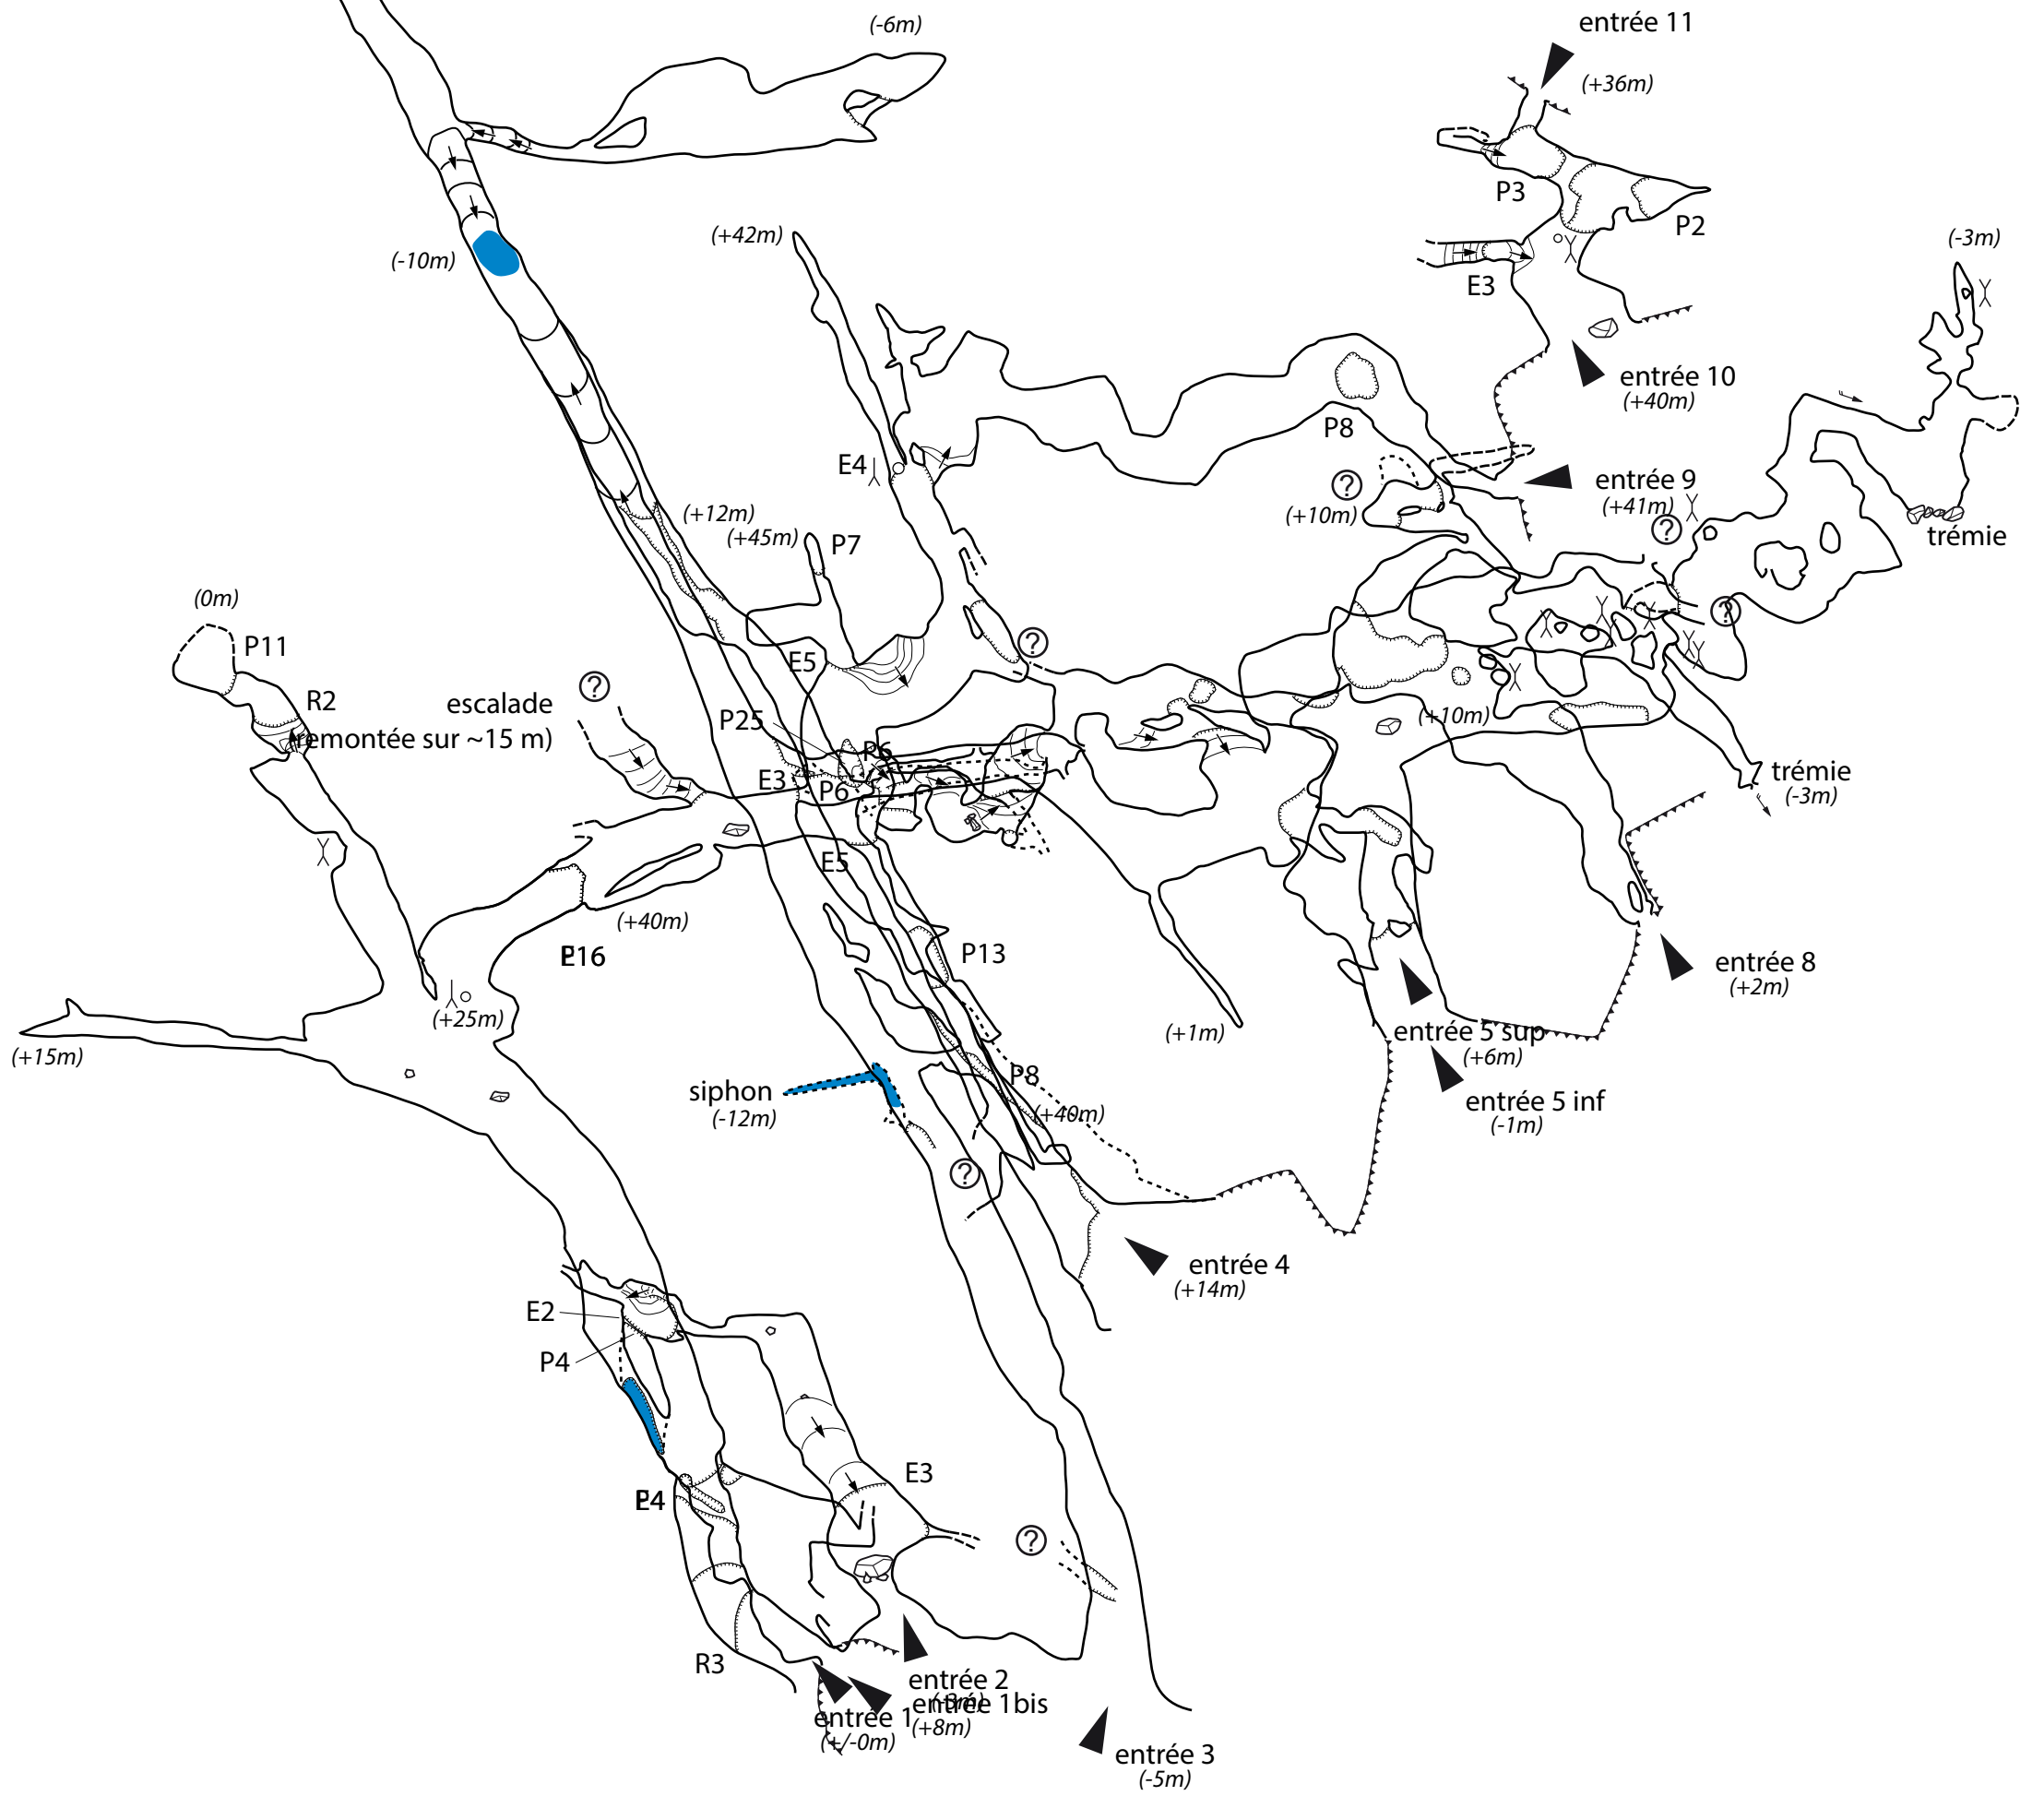 entrée 11
(-6m)
(+36m)
P3
P2
(+42m)
(-3m)
(-10m)
E3
entrée 10
(+40m)
P8
E4
?
entrée 9
(+41m)
(+10m)
?
trémie
(+12m)
(+45m)
P7
(0m)
P11
?
?
E5
?
R2
escalade
(remontée sur ~15 m)
P25
(+10m)
P6
E3
P6
trémie
(-3m)
E5
(+40m)
E16
P13
entrée 8
(+2m)
(+25m)
(+15m)
(+1m)
entrée 5 sup
(+6m)
P8
siphon
(-12m)
(+40m)
entrée 5 inf
(-1m)
?
entrée 4
(+14m)
E2
P4
E3
E4
?
R3
entrée 2
(-3m)
entrée 1bis
(+8m)
entrée 1
(+/-0m)
entrée 3
(-5m)